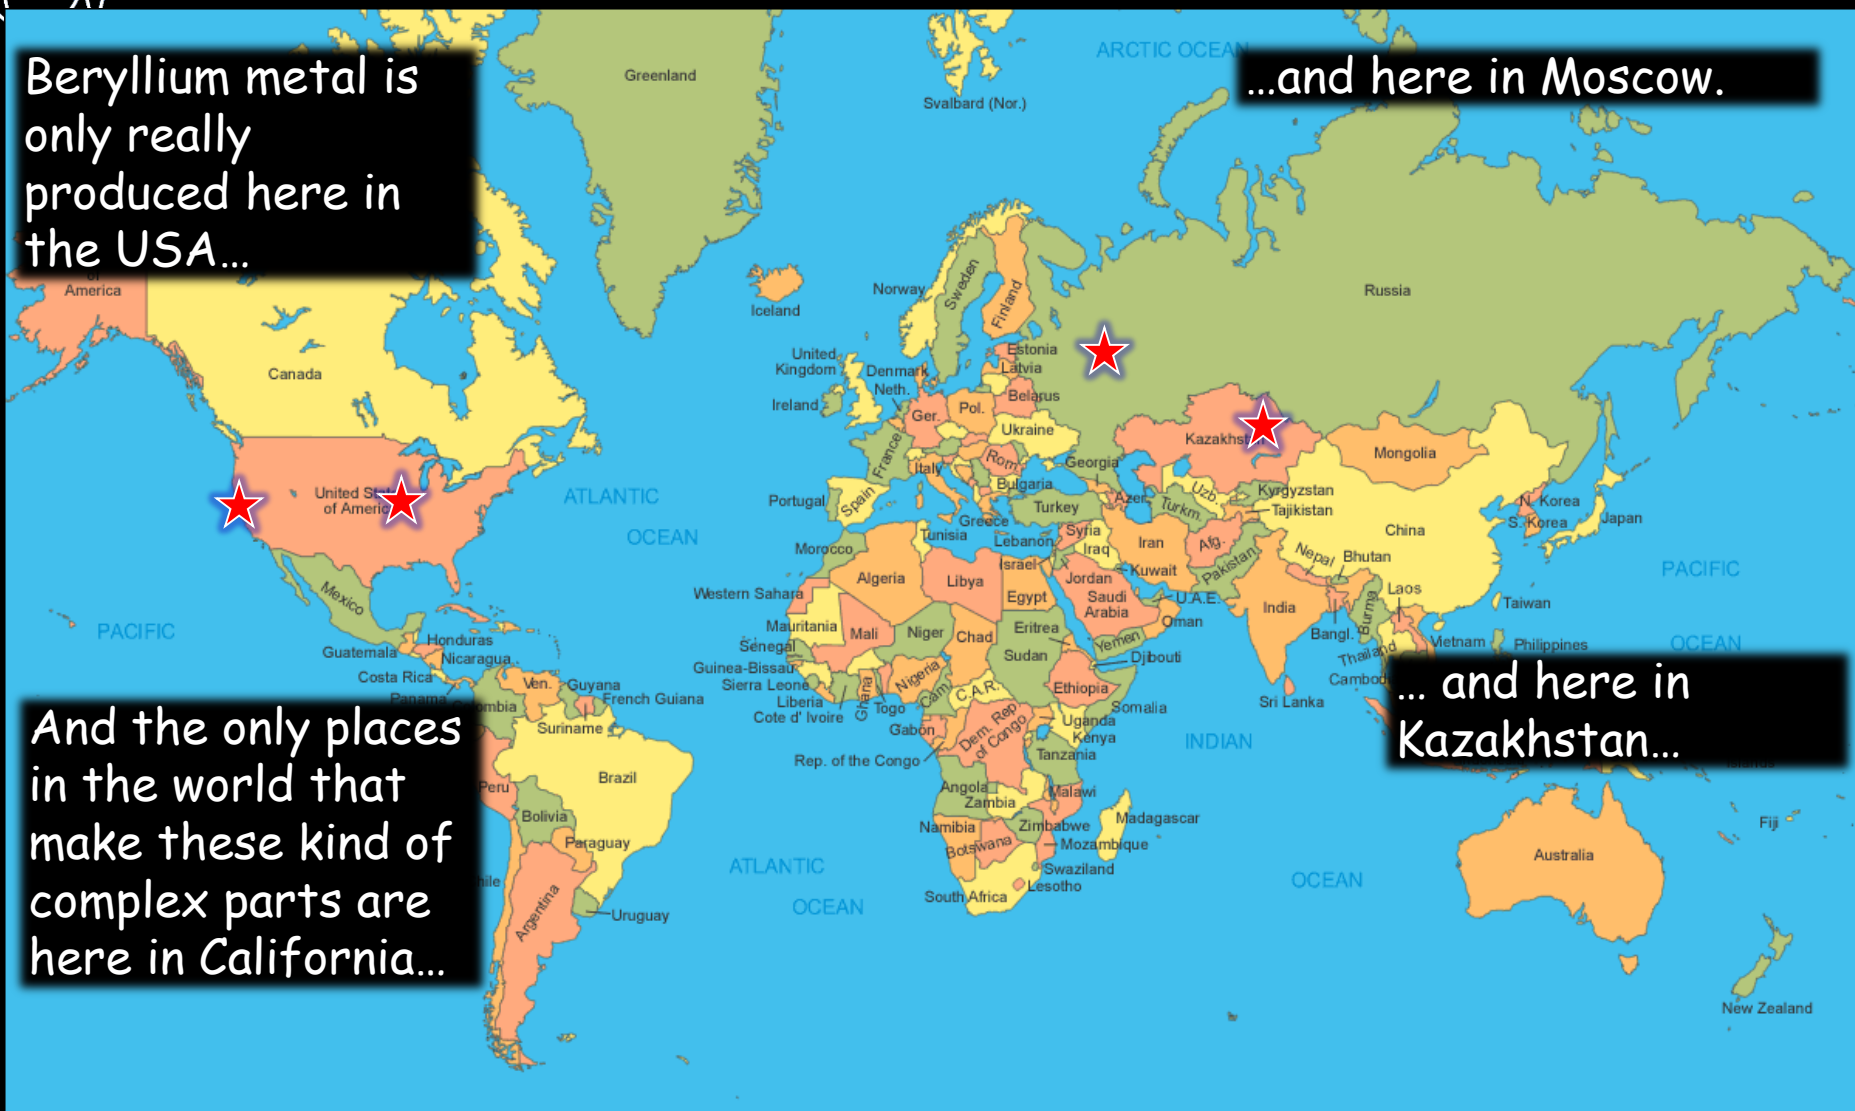 Beryllium metal is
only really
produced here in
the USA...
...and here in Moscow.
... and here in
Kazakhstan...
And the only places
in the world that
make these kind of
complex parts are
here in California...
ARCTIC OCEAN
Greenland
Svalbard (Nor.)
of
America
Canada
United States
of America
Mexico
Guatemala
Honduras
Nicaragua
Costa Rica
Panama
Ven.
Guyana
French Guiana
Suriname
Brazil
Peru
Bolivia
Paraguay
Argentina
Uruguay
Iceland
Norway
Sweden
Finland
Russia
Estonia
Latvia
Belarus
United
Kingdom
Ireland
Denmark
Neth.
Ger.
Pol.
Ukraine
France
Italy
Rom.
Bulgaria
Portugal
Spain
Greece
Turkey
Georgia
Azer.
Kazakhstan
Uzb.
Turkm.
Kyrgyzstan
Tajikistan
Mongolia
China
N. Korea
S. Korea
Japan
Taiwan
ATLANTIC
OCEAN
PACIFIC
Morocco
Tunisia
Algeria
Libya
Egypt
Western Sahara
Mauritania
Mali
Niger
Chad
Sudan
Eritrea
Djibouti
Ethiopia
Somalia
Sénegal
Guinea-Bissau
Sierra Leone
Liberia
Cote d' Ivoire
Ghana
Togo
Nigeria
Cam.
C.A.R.
Gabon
Rep. of the Congo
Dem. Rep.
of Congo
Uganda
Kenya
Tanzania
Angola
Zambia
Malawi
Namibia
Botswana
Zimbabwe
Mozambique
Madagascar
Swaziland
Lesotho
South Africa
Lebanon
Israel
Syria
Iraq
Jordan
Kuwait
Saudi
Arabia
U.A.E.
Oman
Yemen
Iran
Afg.
Pakistan
India
Nepal
Bhutan
Bangl.
Burma
Laos
Thailand
Vietnam
Philippines
Sri Lanka
INDIAN
OCEAN
PACIFIC
OCEAN
ATLANTIC
OCEAN
Australia
Fiji
New Zealand